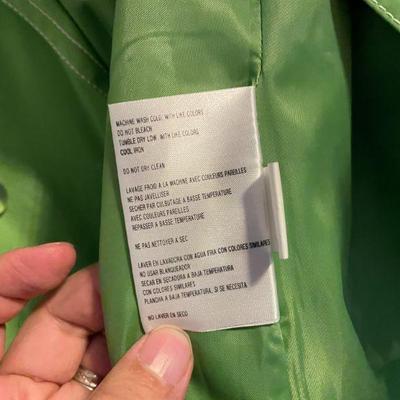 MACHINE WASH COLD, WITH LIKE COLORS
DO NOT BLEACH
TUMBLE DRY LOW, WITH LIKE COLORS
COOL IRON
DO NOT DRY CLEAN
LAVAGE FROID A LA MACHINE AVEC COULEURS PAREILLES
NE PAS JAVELLISER
SECHER PAR CULBUTAGE A BASSE TEMPERATURE
AVEC COULEURS PAREILLES
REPASSER A BASSE TEMPERATURE
NE PAS NETTOYER A SEC
LAVER EN LAVADORA CON AGUA FRIA CON COLORES SIMILARES
NO USAR BLANQUEADOR
SECAR EN SECADORA A BAJA TEMPERATURA,
CON COLORES SIMILARES
PLANCHA A BAJA TEMPERATURA, SI SE NECESITA
NO LAVER EN SECO